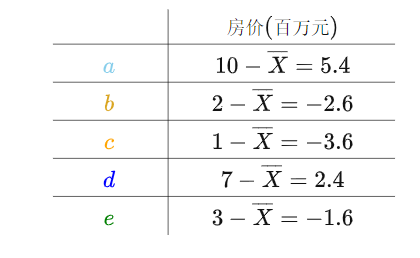 房价(百万元)
a 10 − X̄ = 5.4
b 2 − X̄ = −2.6
c 1 − X̄ = −3.6
d 7 − X̄ = 2.4
e 3 − X̄ = −1.6